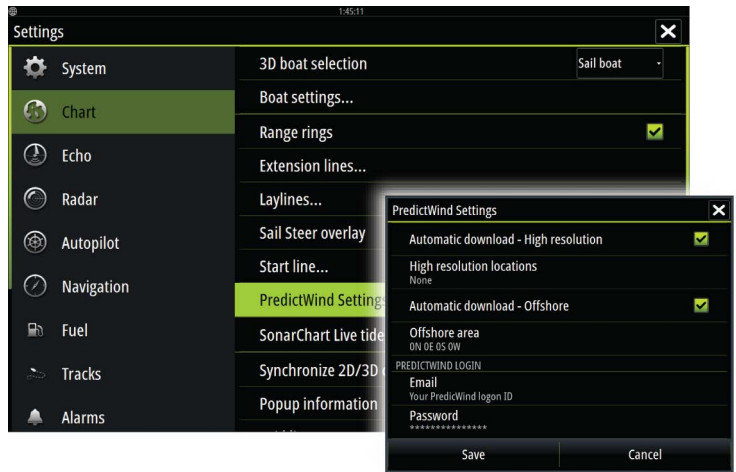 1:45:11
Settings
System
Chart
Echo
Radar
Autopilot
Navigation
Fuel
Tracks
Alarms
3D boat selection
Sail boat
Boat settings...
Range rings
Extension lines...
Laylines...
Sail Steer overlay
Start line...
PredictWind Settings
SonarChart Live tide
Synchronize 2D/3D
Popup information
PredictWind Settings
Automatic download - High resolution
High resolution locations
None
Automatic download - Offshore
Offshore area
0N 0E 0S 0W
PREDICTWIND LOGIN
Email
Your PredicWind logon ID
Password
***************
Save
Cancel